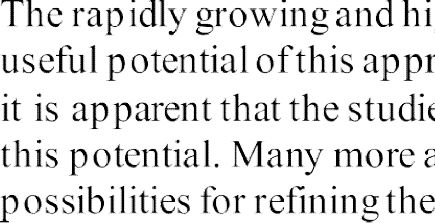 The rapidly growing and hi
useful potential of this appr
it is apparent that the studie
this potential. Many more a
possibilities for refining the